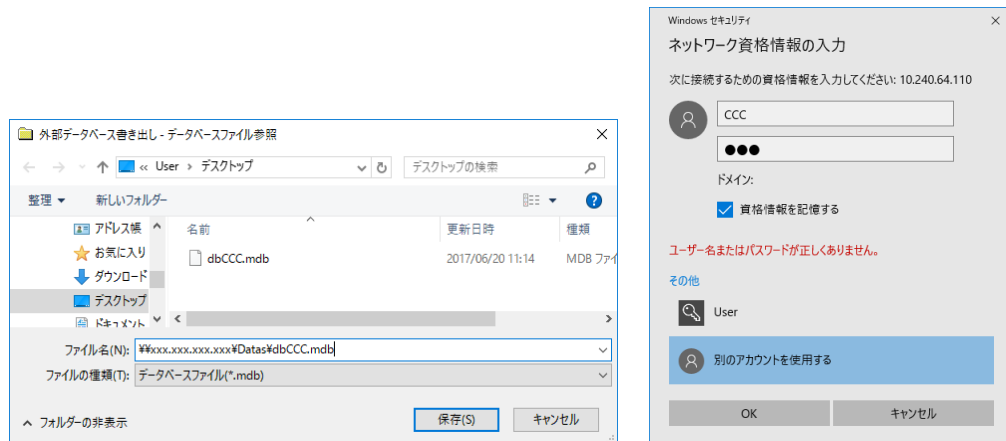 外部データベース書き出し - データベースファイル参照
« User › デスクトップ
デスクトップの検索
整理
新しいフォルダー
アドレス帳
お気に入り
ダウンロード
デスクトップ
ドキュメント
名前
更新日時
種類
dbCCC.mdb
2017/06/20 11:14
MDB ファイ
ファイル名(N):
¥¥xxx.xxx.xxx.xxx¥Datas¥dbCCC.mdb
ファイルの種類(T):
データベースファイル(*.mdb)
フォルダーの非表示
保存(S)
キャンセル
Windows セキュリティ
ネットワーク資格情報の入力
次に接続するための資格情報を入力してください: 10.240.64.110
CCC
●●●
ドメイン:
資格情報を記憶する
ユーザー名またはパスワードが正しくありません。
その他
User
別のアカウントを使用する
OK
キャンセル